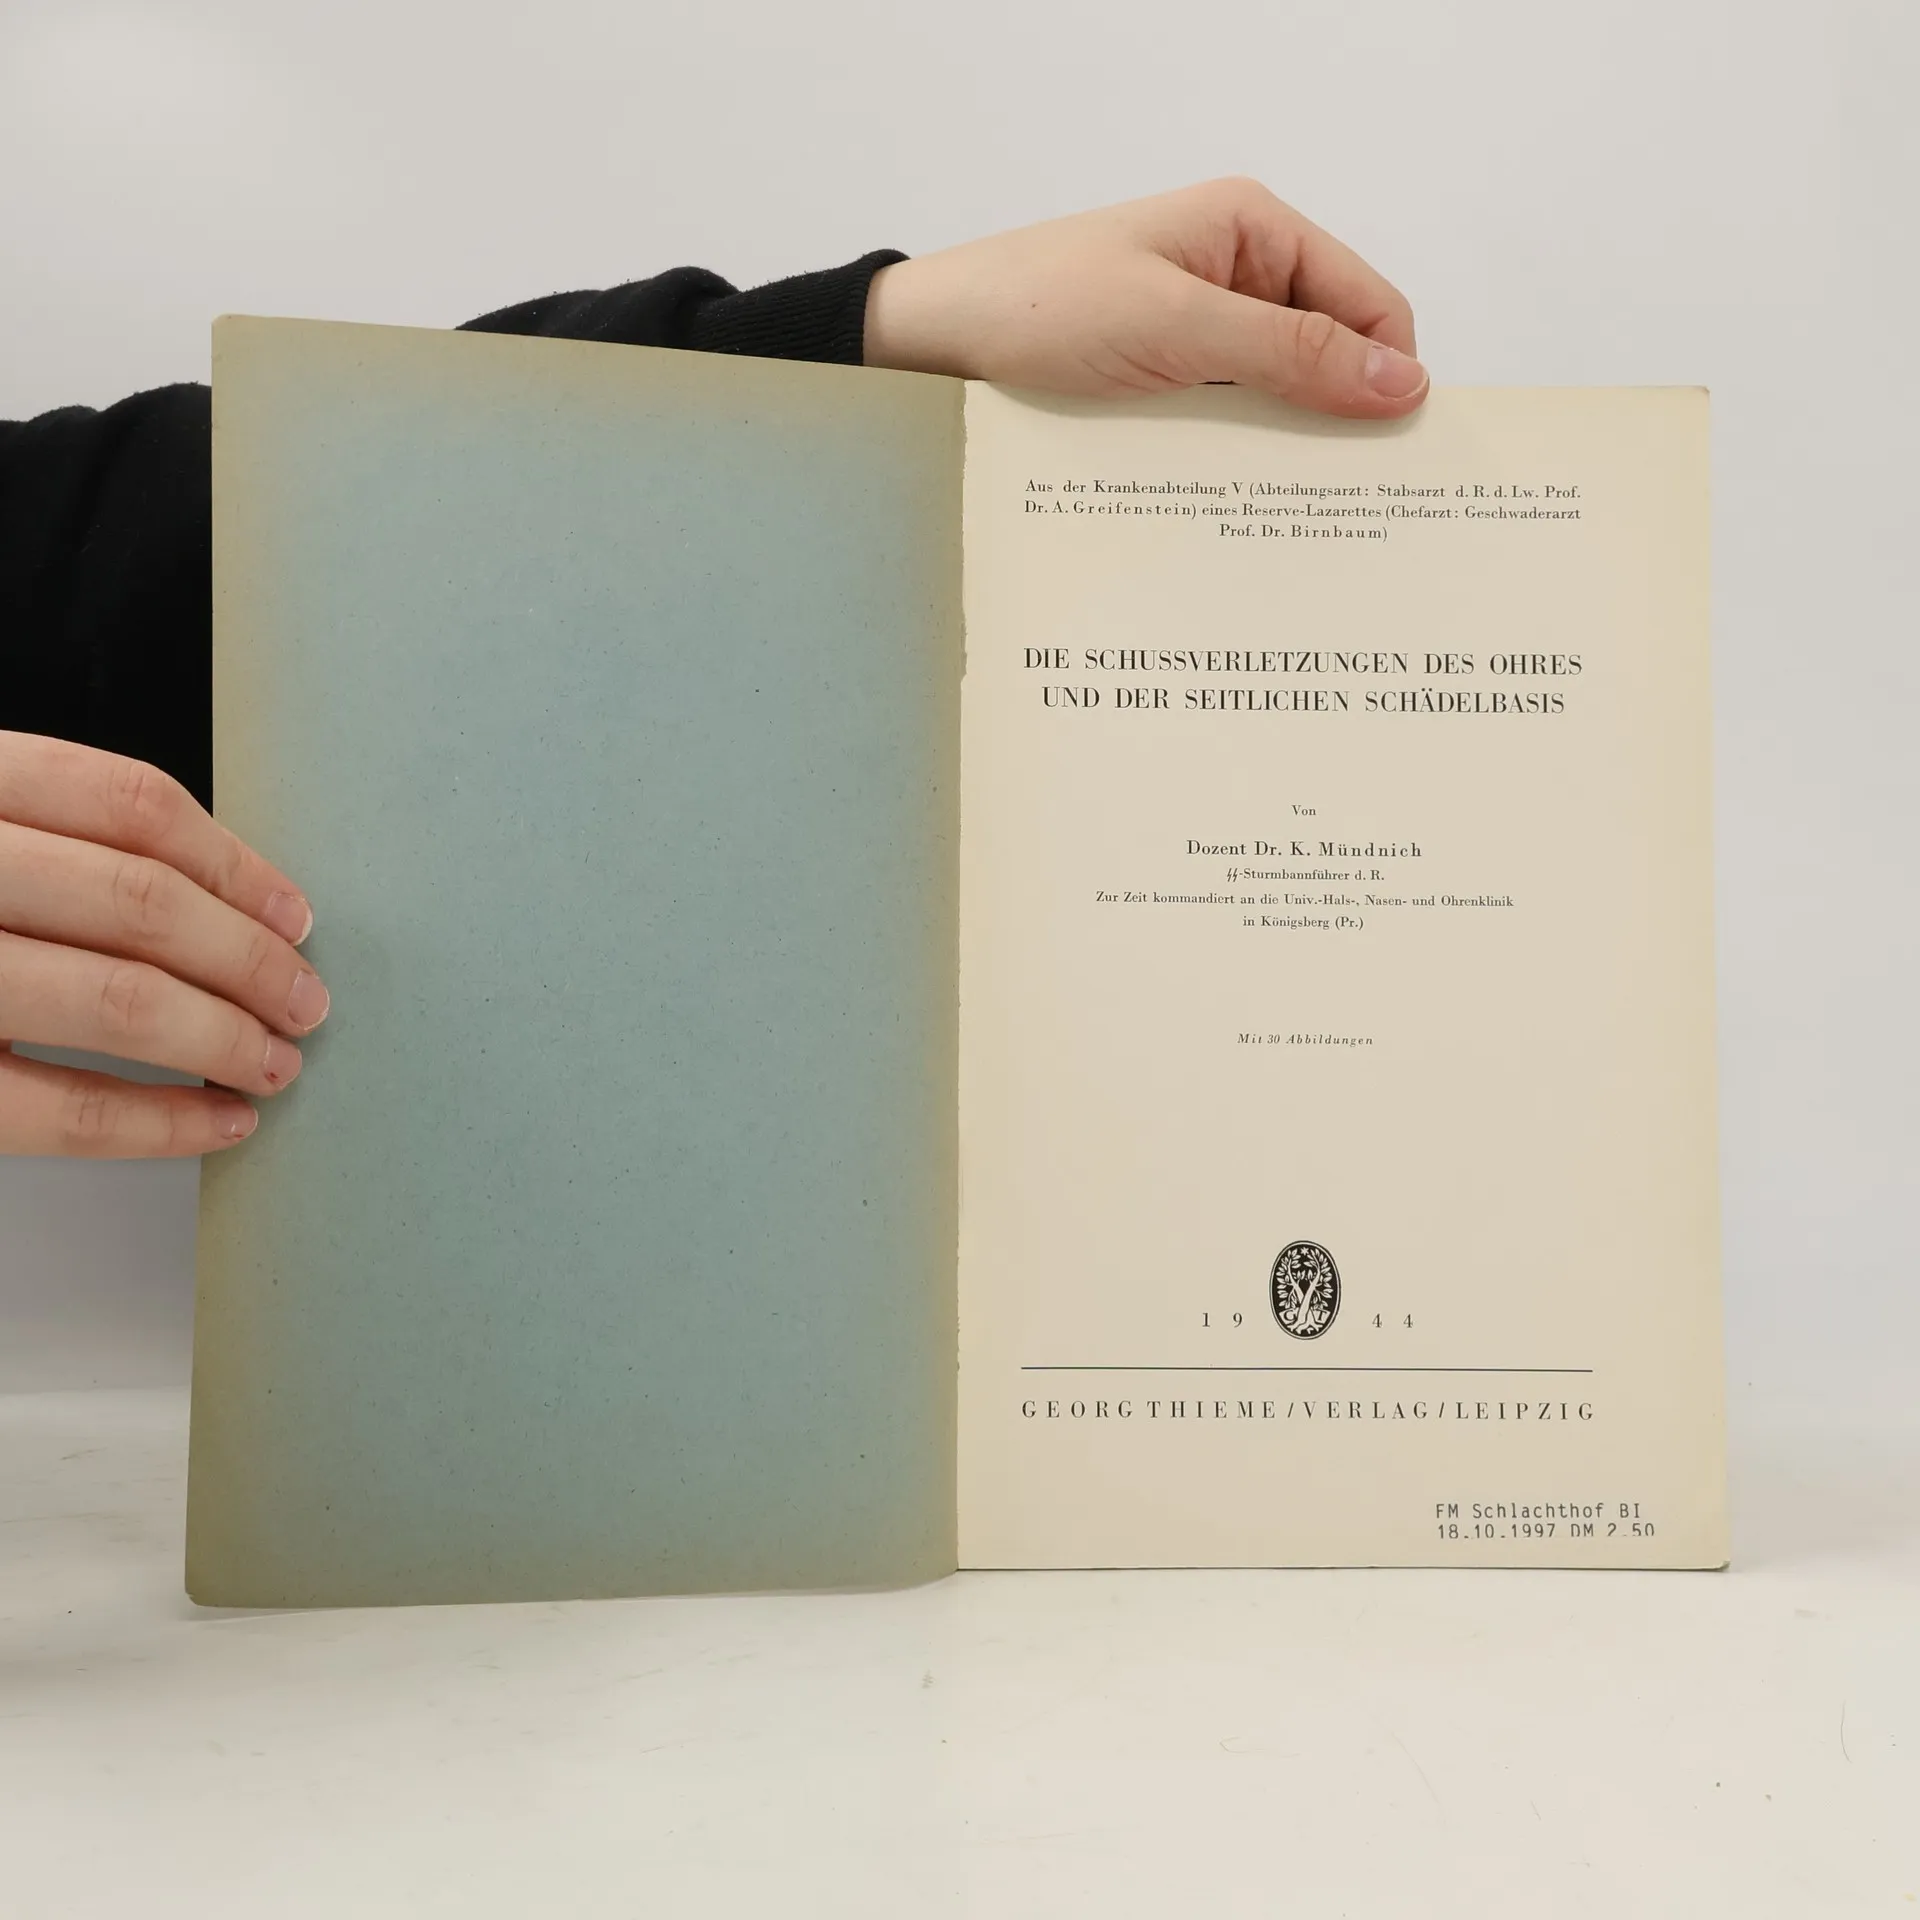 Aus der Krankenabteilung V (Abteilungsarzt: Stabsarzt d. R. d. Lw. Prof.
Dr. A. Greifenstein) eines Reserve-Lazarettes (Chefarzt: Geschwaderarzt
Prof. Dr. Birnbaum)
DIE SCHUSSVERLETZUNGEN DES OHRES
UND DER SEITLICHEN SCHÄDELBASIS
Von
Dozent Dr. K. Mündnich
ᛋᛋ-Sturmbannführer d. R.
Zur Zeit kommandiert an die Univ.-Hals-, Nasen- und Ohrenklinik
in Königsberg (Pr.)
Mit 30 Abbildungen
G T
1 9 4 4
GEORG THIEME / VERLAG / LEIPZIG
FM Schlachthof BI
18.10.1997 DM 2.50